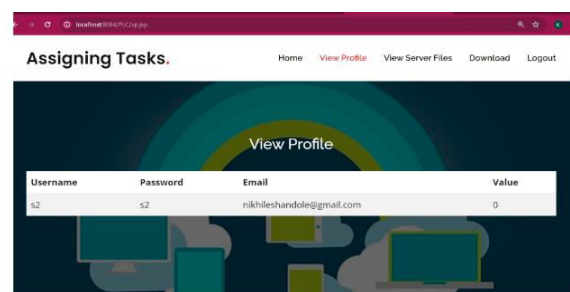 localhost:8084/PLC/vp.jsp
Assigning Tasks.
Home View Profile View Server Files Download Logout
View Profile
Username Password Email Value
s2 s2 nikhileshandole@gmail.com 0